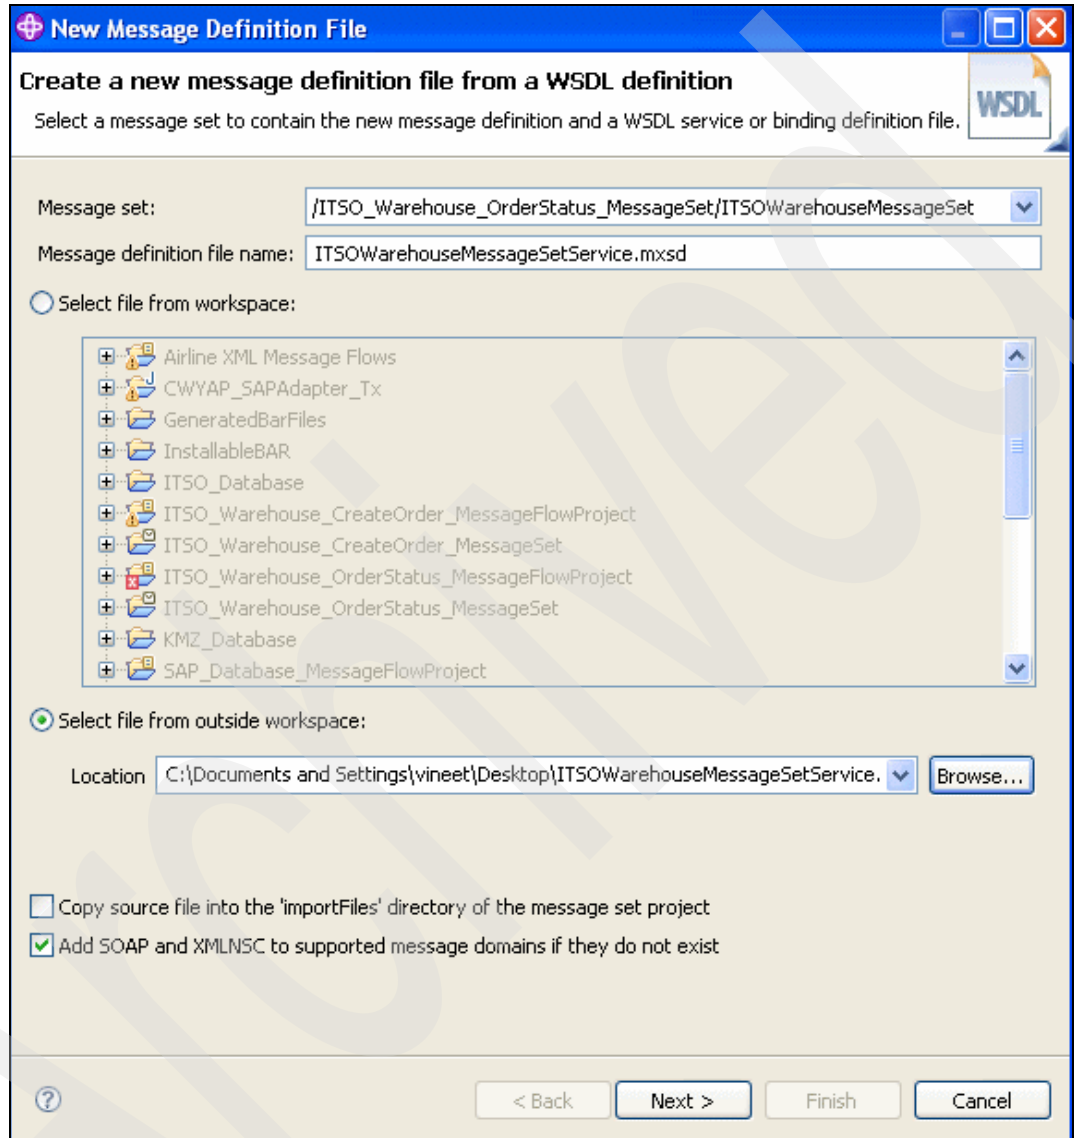 New Message Definition File
Create a new message definition file from a WSDL definition
Select a message set to contain the new message definition and a WSDL service or binding definition file.
WSDL
Message set: /ITSO_Warehouse_OrderStatus_MessageSet/ITSOWarehouseMessageSet
Message definition file name: ITSOWarehouseMessageSetService.mxsd
Select file from workspace:
Airline XML Message Flows
CWYAP_SAPAdapter_Tx
GeneratedBarFiles
InstallableBAR
ITSO_Database
ITSO_Warehouse_CreateOrder_MessageFlowProject
ITSO_Warehouse_CreateOrder_MessageSet
ITSO_Warehouse_OrderStatus_MessageFlowProject
ITSO_Warehouse_OrderStatus_MessageSet
KMZ_Database
SAP_Database_MessageFlowProject
Select file from outside workspace:
Location C:\Documents and Settings\vineet\Desktop\ITSOWarehouseMessageSetService. Browse...
Copy source file into the 'importFiles' directory of the message set project
Add SOAP and XMLNSC to supported message domains if they do not exist
? < Back Next > Finish Cancel
Archived